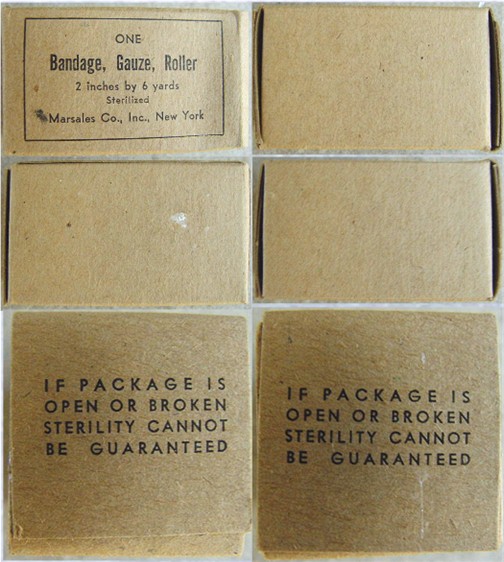 ONE
Bandage, Gauze, Roller
2 inches by 6 yards
Sterilized
Marsales Co., Inc., New York
IF PACKAGE IS
OPEN OR BROKEN
STERILITY CANNOT
BE GUARANTEED
IF PACKAGE IS
OPEN OR BROKEN
STERILITY CANNOT
BE GUARANTEED